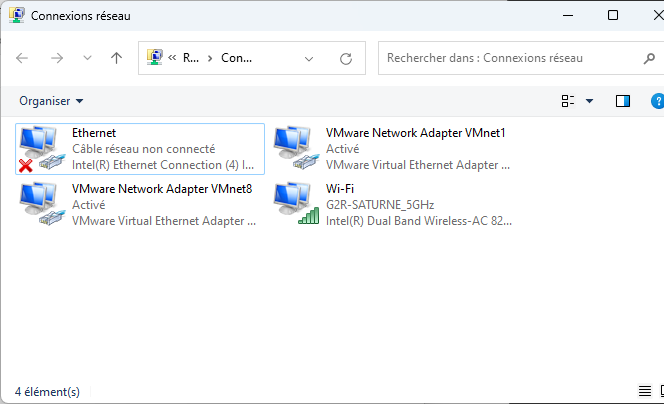 Connexions réseau
« R... › Con...
Rechercher dans : Connexions réseau
Organiser
Ethernet
Câble réseau non connecté
Intel(R) Ethernet Connection (4) I...
VMware Network Adapter VMnet1
Activé
VMware Virtual Ethernet Adapter ...
VMware Network Adapter VMnet8
Activé
VMware Virtual Ethernet Adapter ...
Wi-Fi
G2R-SATURNE_5GHz
Intel(R) Dual Band Wireless-AC 82...
4 élément(s)